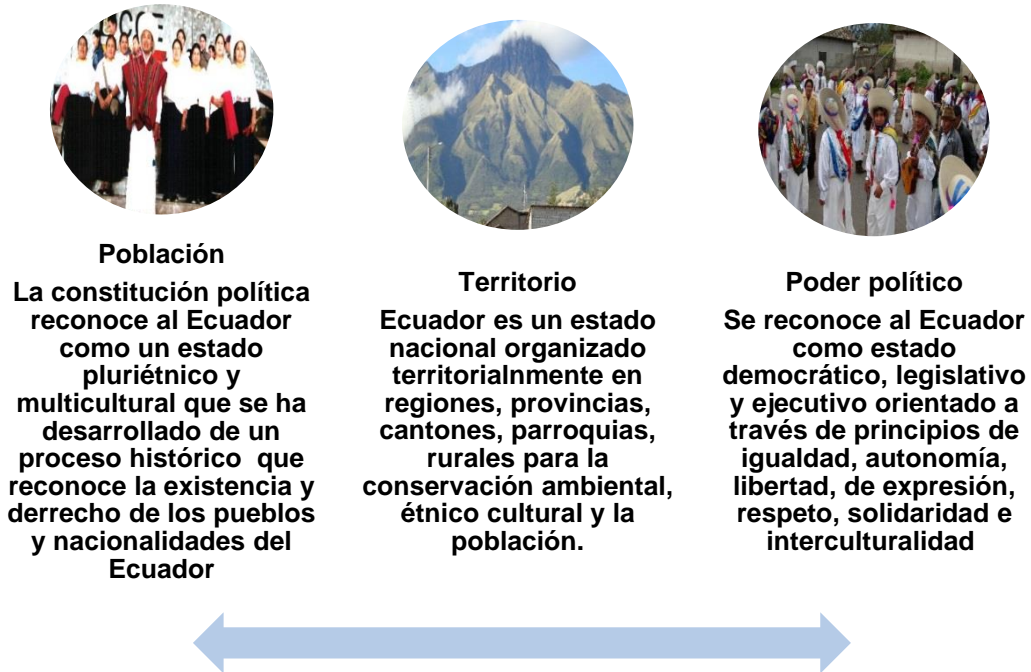 Población
La constitución política
reconoce al Ecuador
como un estado
pluriétnico y
multicultural que se ha
desarrollado de un
proceso histórico que
reconoce la existencia y
derrecho de los pueblos
y nacionalidades del
Ecuador
Territorio
Ecuador es un estado
nacional organizado
territorialnmente en
regiones, provincias,
cantones, parroquias,
rurales para la
conservación ambiental,
étnico cultural y la
población.
Poder político
Se reconoce al Ecuador
como estado
democrático, legislativo
y ejecutivo orientado a
través de principios de
igualdad, autonomía,
libertad, de expresión,
respeto, solidaridad e
interculturalidad